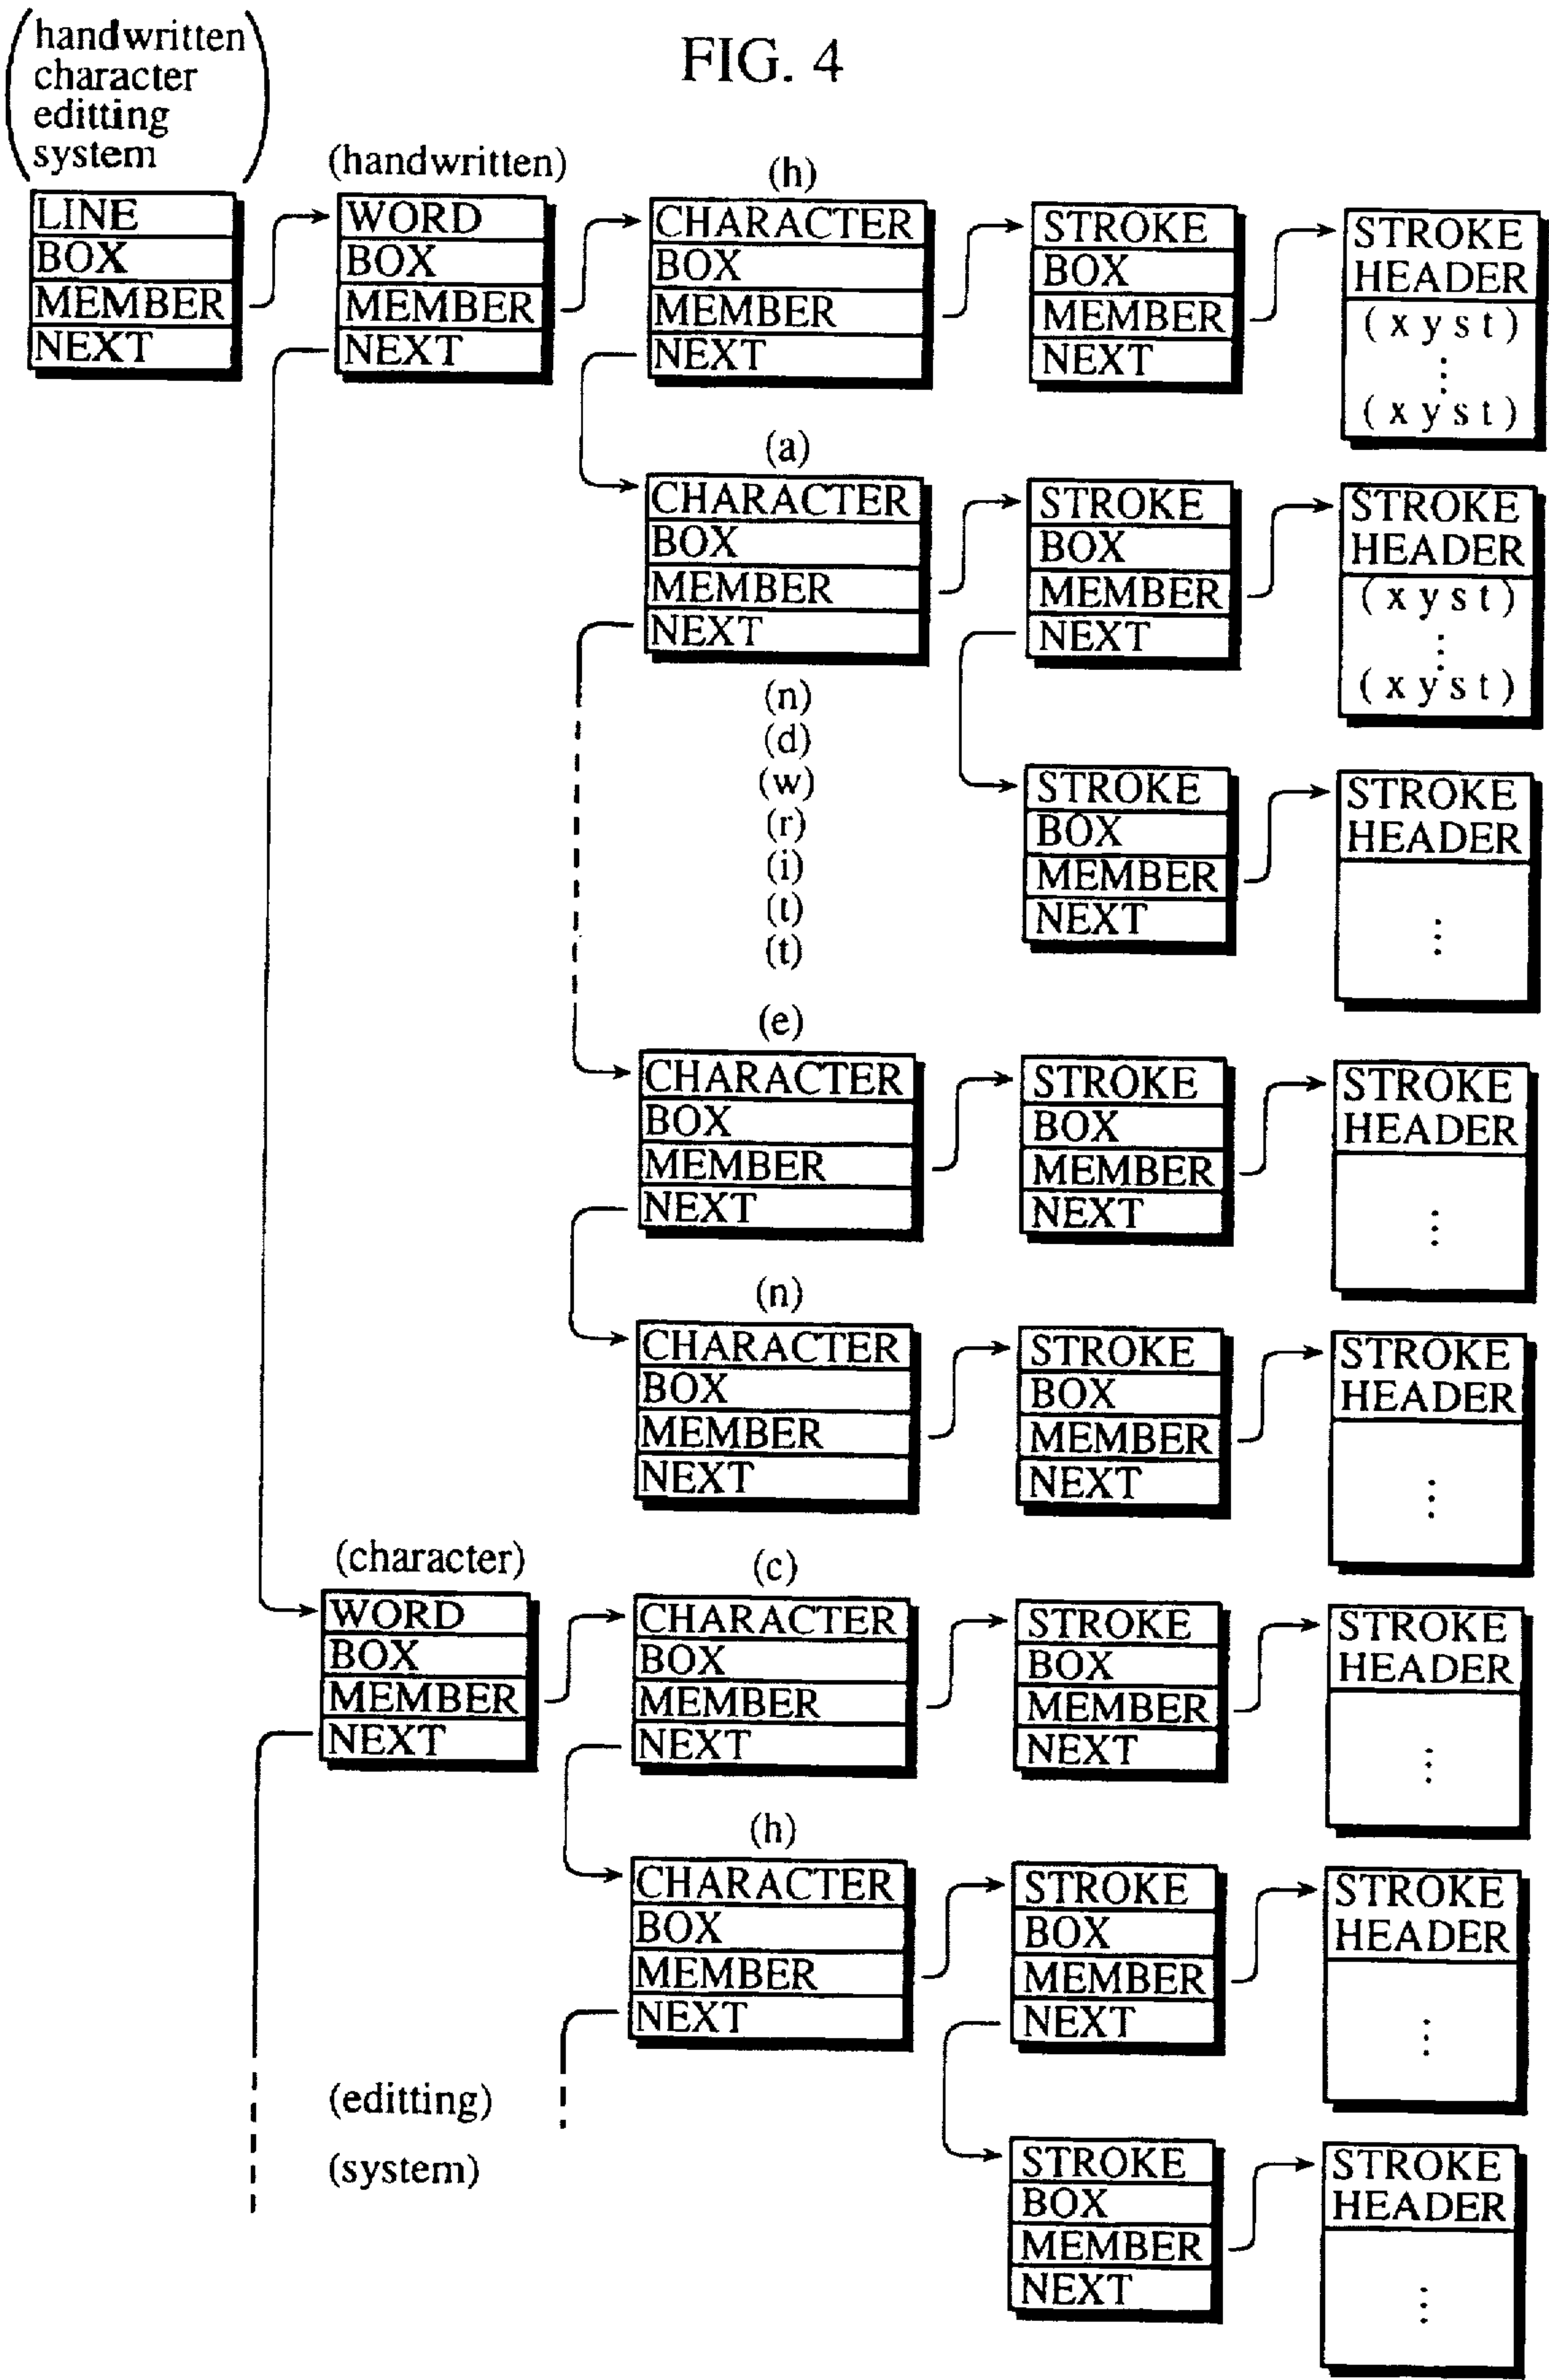 FIG. 4
(handwritten
character
editting
system)
(handwritten)
(h)
LINE
BOX
MEMBER
NEXT
WORD
BOX
MEMBER
NEXT
CHARACTER
BOX
MEMBER
NEXT
STROKE
BOX
MEMBER
NEXT
STROKE
HEADER
(x y s t)
⋮
(x y s t)
(a)
CHARACTER
BOX
MEMBER
NEXT
STROKE
BOX
MEMBER
NEXT
STROKE
HEADER
(x y s t)
⋮
(x y s t)
(n)
(d)
(w)
(r)
(i)
(t)
(t)
STROKE
BOX
MEMBER
NEXT
STROKE
HEADER
⋮
(e)
CHARACTER
BOX
MEMBER
NEXT
STROKE
BOX
MEMBER
NEXT
STROKE
HEADER
⋮
(n)
CHARACTER
BOX
MEMBER
NEXT
STROKE
BOX
MEMBER
NEXT
STROKE
HEADER
⋮
(character)
WORD
BOX
MEMBER
NEXT
(c)
CHARACTER
BOX
MEMBER
NEXT
STROKE
BOX
MEMBER
NEXT
STROKE
HEADER
⋮
(h)
CHARACTER
BOX
MEMBER
NEXT
STROKE
BOX
MEMBER
NEXT
STROKE
HEADER
⋮
(editting)
(system)
STROKE
BOX
MEMBER
NEXT
STROKE
HEADER
⋮